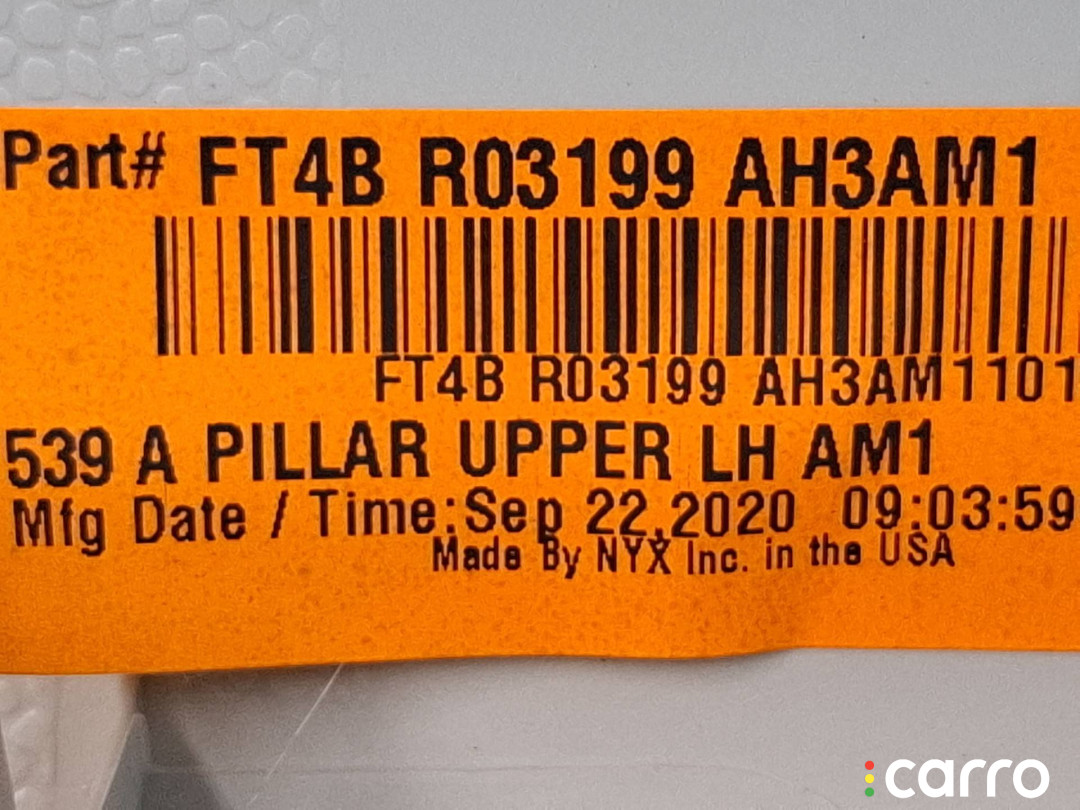 Part# FT4B R03199 AH3AM1
FT4B R03199 AH3AM1101
539 A PILLAR UPPER LH AM1
Mfg Date / Time:Sep 22,2020 09:03:59
Made By NYX Inc. in the USA
carro